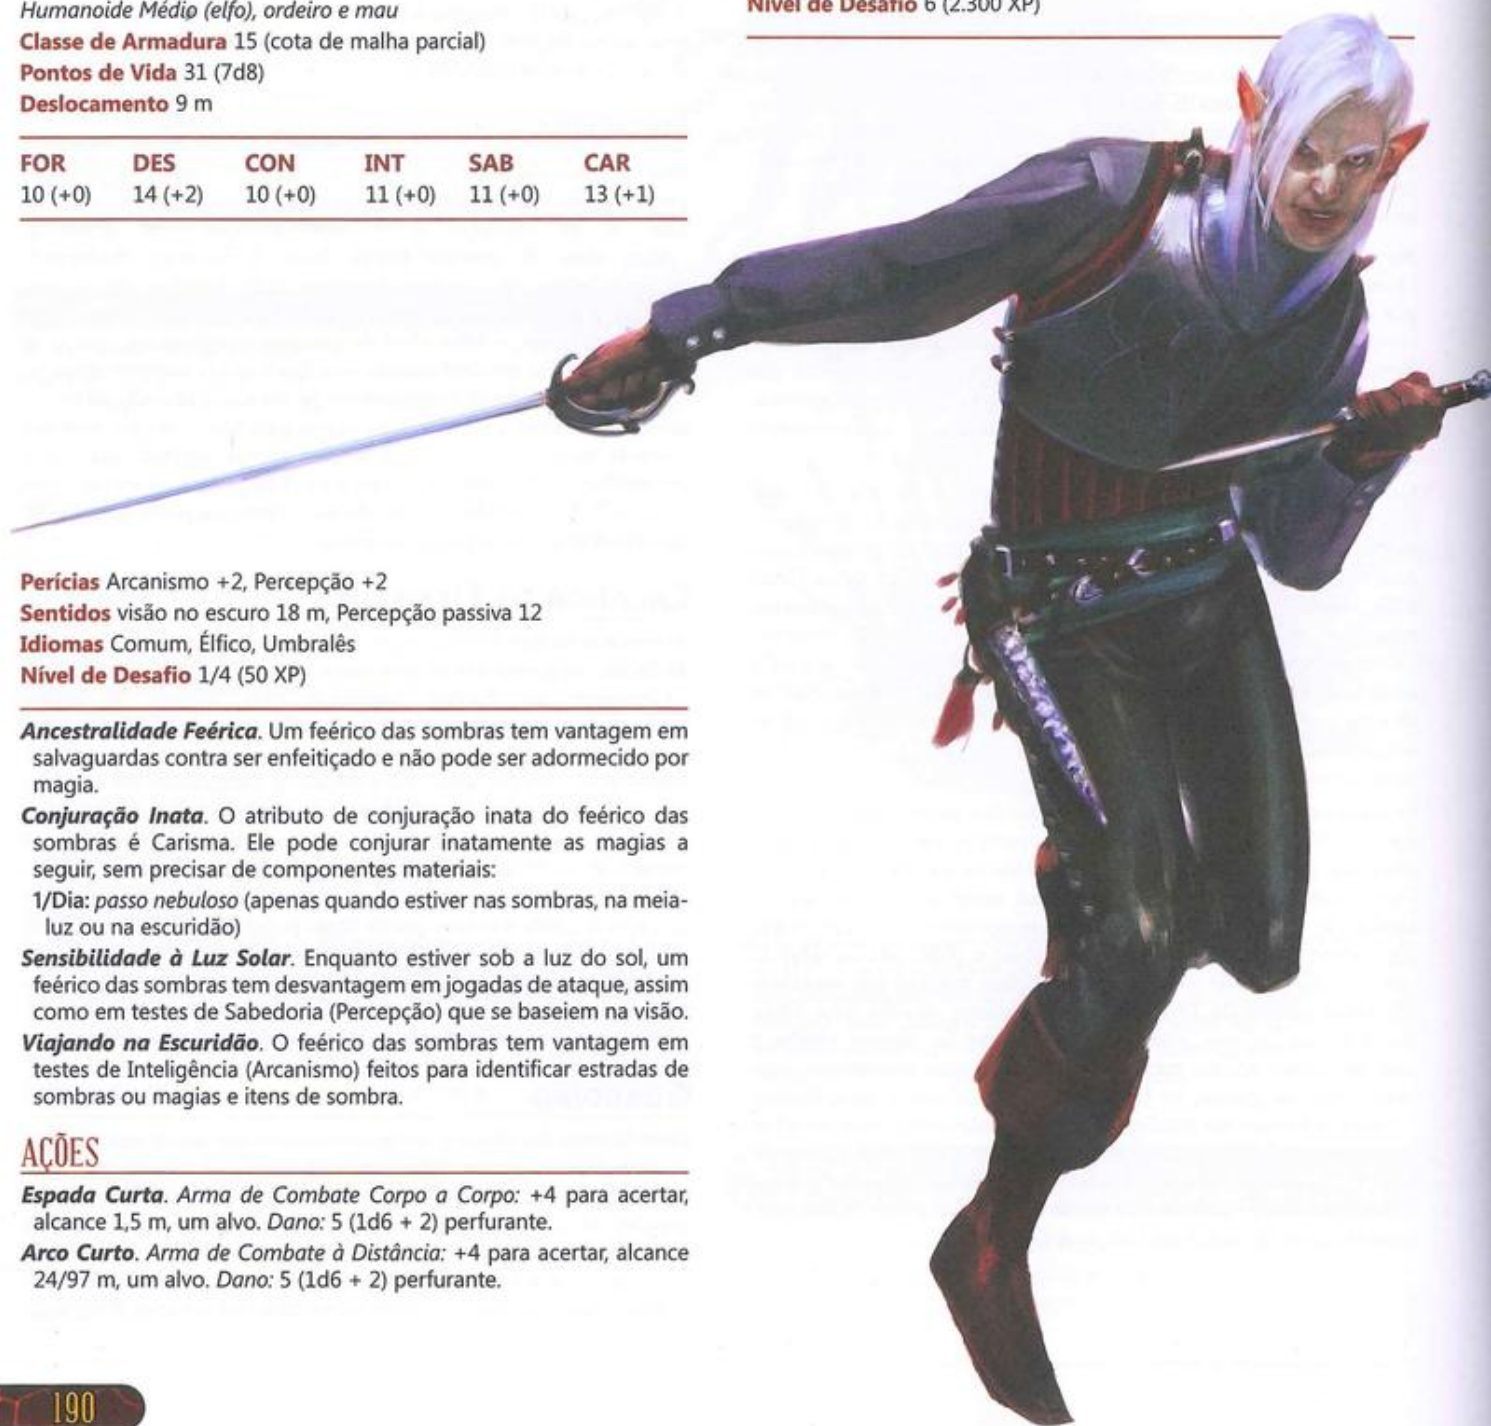 Humanoide Médio (elfo), ordeiro e mau
Classe de Armadura 15 (cota de malha parcial)
Pontos de Vida 31 (7d8)
Deslocamento 9 m
FOR DES CON INT SAB CAR
10 (+0) 14 (+2) 10 (+0) 11 (+0) 11 (+0) 13 (+1)
Perícias Arcanismo +2, Percepção +2
Sentidos visão no escuro 18 m, Percepção passiva 12
Idiomas Comum, Élfico, Umbralês
Nível de Desafio 1/4 (50 XP)
Ancestralidade Feérica. Um feérico das sombras tem vantagem em
salvaguardas contra ser enfeitiçado e não pode ser adormecido por
magia.
Conjuração Inata. O atributo de conjuração inata do feérico das
sombras é Carisma. Ele pode conjurar inatamente as magias a
seguir, sem precisar de componentes materiais:
1/Dia: passo nebuloso (apenas quando estiver nas sombras, na meia-
luz ou na escuridão)
Sensibilidade à Luz Solar. Enquanto estiver sob a luz do sol, um
feérico das sombras tem desvantagem em jogadas de ataque, assim
como em testes de Sabedoria (Percepção) que se baseiem na visão.
Viajando na Escuridão. O feérico das sombras tem vantagem em
testes de Inteligência (Arcanismo) feitos para identificar estradas de
sombras ou magias e itens de sombra.
AÇÕES
Espada Curta. Arma de Combate Corpo a Corpo: +4 para acertar,
alcance 1,5 m, um alvo. Dano: 5 (1d6 + 2) perfurante.
Arco Curto. Arma de Combate à Distância: +4 para acertar, alcance
24/97 m, um alvo. Dano: 5 (1d6 + 2) perfurante.
190
Nível de Desafio 6 (2.300 XP)